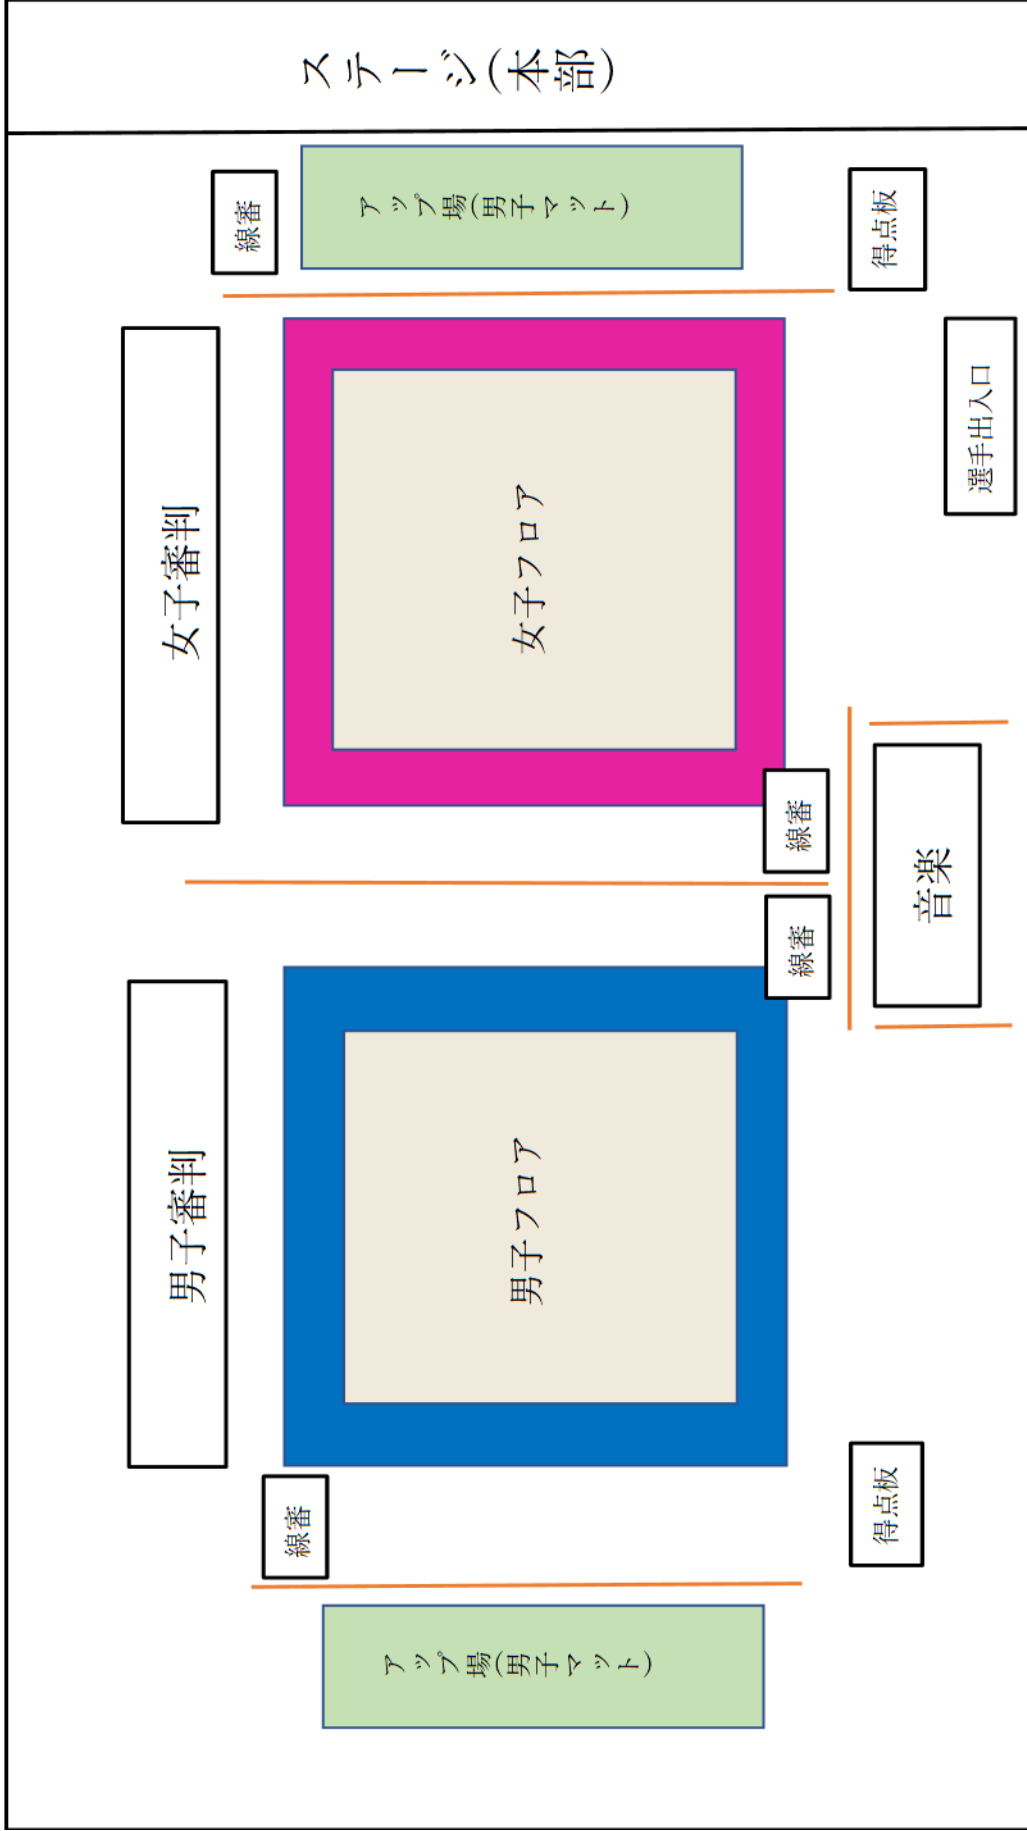 ステージ(本部)
線審
アップ場(男子マット)
得点板
女子審判
女子フロア
選手出入口
線審
線審
音楽
男子審判
男子フロア
線審
得点板
アップ場(男子マット)